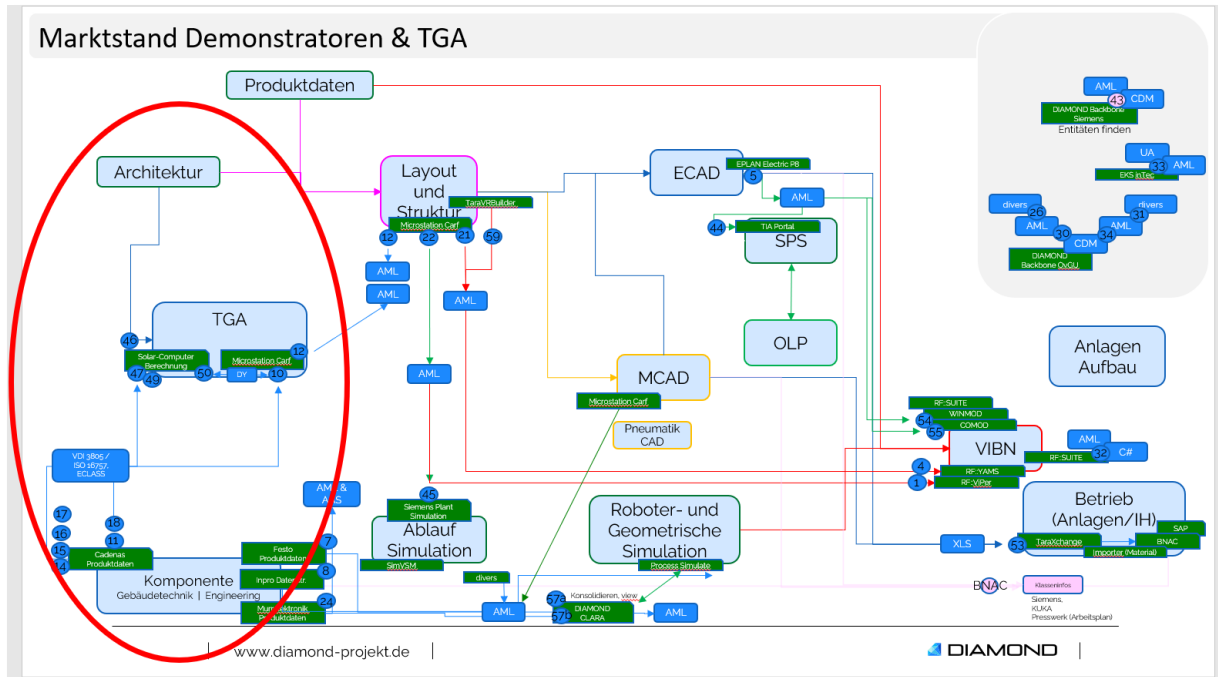 Marktstand Demonstratoren & TGA
Produktdaten
Architektur
Layout
und
Struktur
TaraVRBuilder
Microstation Carf
12
22
21
59
AML
AML
AML
AML
ECAD
EPLAN Electric P8
5
AML
44
TIA Portal
SPS
OLP
AML
43
CDM
DIAMOND Backbone
Siemens
Entitäten finden
UA
33
AML
EKS inTec
divers
26
AML
30
CDM
34
AML
31
divers
DIAMOND
Backbone OvGU
TGA
46
Solar-Computer
Berechnung
Microstation Carf
12
47
49
50
DY
10
MCAD
Microstation Carf
Pneumatik
CAD
Anlagen
Aufbau
RF::SUITE
WINMOD
COMOD
54
55
VIBN
4
RF::YAMS
1
RF::ViPer
RF::SUITE
32
AML
C#
VDI 3805 /
ISO 16757,
ECLASS
17
16
15
14
18
11
Cadenas
Produktdaten
Komponente
Gebäudetechnik | Engineering
Festo
Produktdaten
7
8
24
45
Siemens Plant
Simulation
Ablauf
Simulation
SimVSM
divers
AML
Roboter- und
Geometrische
Simulation
Process Simulate
57a
Konsolidieren, view
57b
DIAMOND
CLARA
AML
Betrieb
(Anlagen/IH)
XLS
53
TaraXchange
SAP
BNAC
Importer (Material)
BNAC
Klasseninfos
Siemens,
KUKA
Presswerk (Arbeitsplan)
www.diamond-projekt.de
DIAMOND